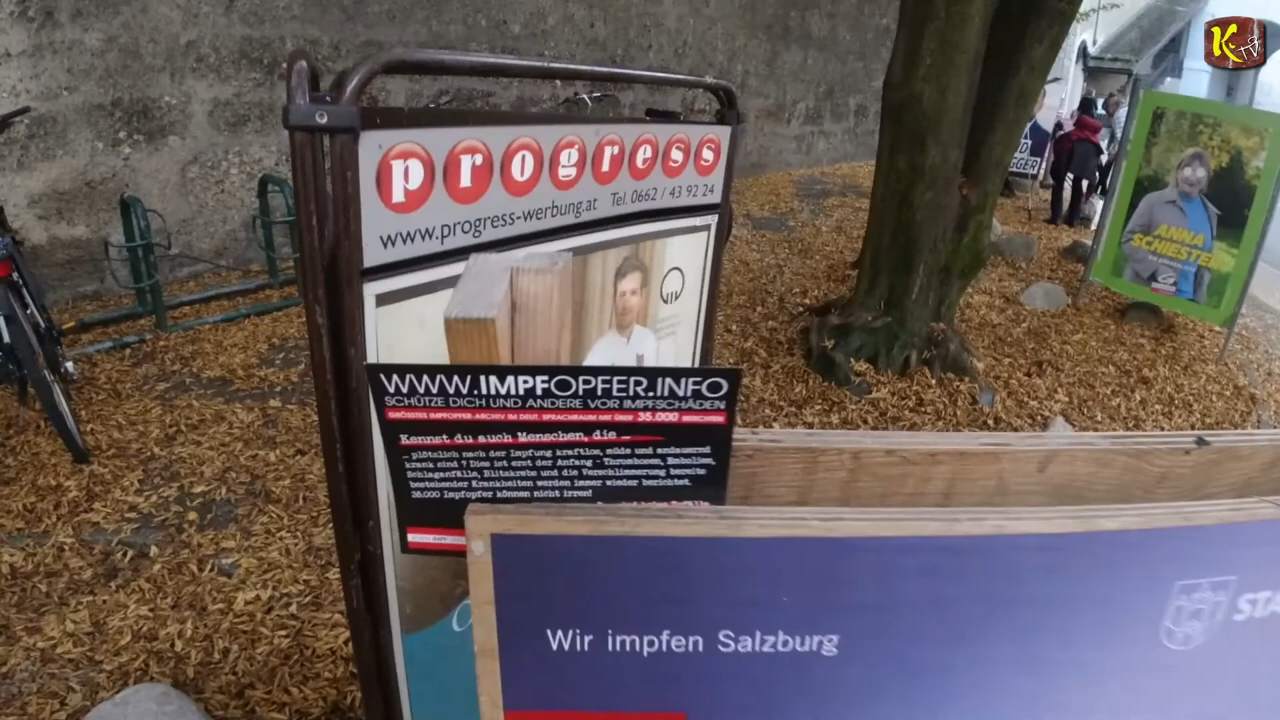 K TV
progress
www.progress-werbung.at Tel. 0662 / 43 92 24
WWW.IMPFOPFER.INFO
SCHÜTZE DICH UND ANDERE VOR IMPFSCHÄDEN
GRÖSSTES IMPFOPFER-ARCHIV IM DEUT. SPRACHRAUM MIT ÜBER 35.000 BERICHTEN
Kennst du auch Menschen, die ...
... plötzlich nach der Impfung kraftlos, müde und andauernd
krank sind ? Dies ist erst der Anfang - Thrombosen, Embolien,
Schlaganfälle, Blitzkrebs und die Verschlimmerung bereits
bestehender Krankheiten werden immer wieder berichtet.
35.000 Impfopfer können nicht irren!
Wir impfen Salzburg
STA
ANNA
SCHIESTER